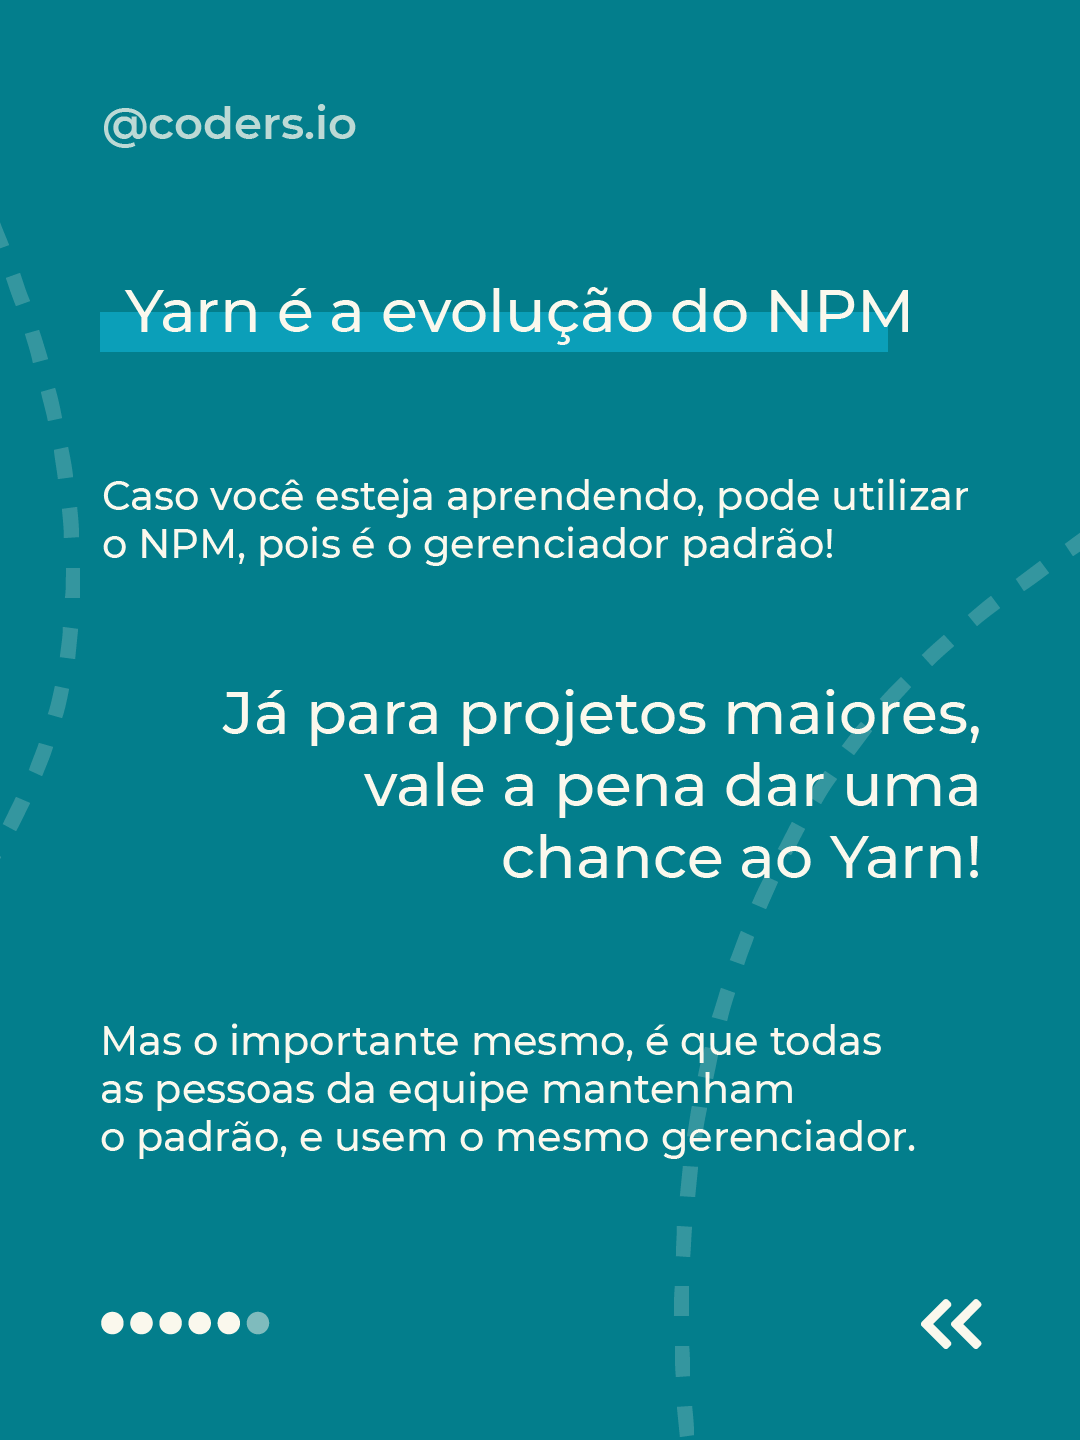 @coders.io
Yarn é a evolução do NPM
Caso você esteja aprendendo, pode utilizar
o NPM, pois é o gerenciador padrão!
Já para projetos maiores,
vale a pena dar uma
chance ao Yarn!
Mas o importante mesmo, é que todas
as pessoas da equipe mantenham
o padrão, e usem o mesmo gerenciador.